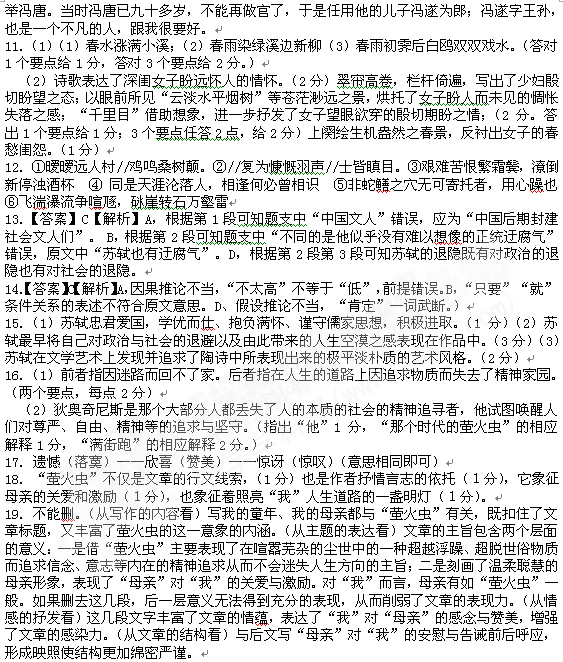 举冯唐。当时冯唐已九十多岁，不能再做官了，于是任用他的儿子冯遂为郎；冯遂字王孙，
也是一个不凡的人，跟我很要好。
11.（1）（1）春水涨满小溪；（2）春雨染绿溪边新柳（3）春雨初霁后白鸥双双戏水。（答对
1个要点给1分，答对3个要点给2分。）
（2）诗歌表达了深闺女子盼远怀人的情怀。（2分）翠帘高卷，栏杆倚遍，写出了少妇殷
切盼望之态；以眼前所见“云淡水平烟树”等苍茫渺远之景，烘托了女子盼人而未见的惆怅
失落之感；“千里目”借助想象，进一步抒发了女子望眼欲穿的殷切期盼之情；（2 分。答
出1个要点给1分；3个要点任答2点，给2分）上阕绘生机盎然之春景，反衬出女子的春
愁闺怨。（1分）
12. ①暧暧远人村//鸡鸣桑树颠。②//复为慷慨羽声//士皆瞋目。③艰难苦恨繁霜鬓，潦倒
新停浊酒杯 ④ 同是天涯沦落人，相逢何必曾相识 ⑤非蛇鳝之穴无可寄托者，用心躁也
⑥飞湍瀑流争喧豗，砯崖转石万壑雷
13.【答案】C【解析】A，根据第1段可知题支中“中国文人”错误，应为“中国后期封建
社会文人们”。 B，根据第2段可知题支中“不同的是他似乎没有难以想像的正统迂腐气”
错误，原文中“苏轼也有迂腐气”。D，根据第2段第3段可知苏轼的退隐既有对政治的退
隐也有对社会的退隐。
14.【答案】C【解析】A,因果推论不当，“不太高”不等于“低”,前提错误。B,“只要”“就”
条件关系的表述不符合原文意思。D、假设推论不当，“肯定”一词武断。）
15.（1）苏轼忠君爱国，学优而仕、抱负满怀、谨守儒家思想，积极进取。（1 分）（2）苏
轼最早将自己对政治与社会的退避以及由此带来的人生空漠之感表现在作品中。（3分）（3）
苏轼在文学艺术上发现并追求了陶诗中所表现出来的极平淡朴质的艺术风格。（2分）
16.（1）前者指因迷路而回不了家。后者指在人生的道路上因追求物质而失去了精神家园。
（两个要点，每点2分）
（2）狄奥奇尼斯是那个大部分人都丢失了人的本质的社会的精神追寻者，他试图唤醒人
们对尊严、自由、精神等的追求与坚守。（指出“他”1分，“那个时代的萤火虫”的相应
解释1分，“满街跑”的相应解释2分。）
17. 遗憾（落寞）——欣喜（赞美）——惊讶（惊叹）（意思相同即可）
18. “萤火虫”不仅是文章的行文线索，（1分）也是作者抒情言志的依托（1分），它象征
母亲的关爱和激励（1分），也象征着照亮“我”人生道路的一盏明灯（1分）。
19. 不能删。（从写作的内容看）写我的童年、我的母亲都与“萤火虫”有关，既扣住了文
章标题，又丰富了萤火虫的这一意象的内涵。（从主题的表达看）文章的主旨包含两个层面
的意义：一是借“萤火虫”主要表现了在喧嚣芜杂的尘世中的一种超越浮躁、超脱世俗物质
而追求信念、意志等内在的精神追求从而不会迷失人生方向的主旨；二是刻画了温柔聪慧的
母亲形象，表现了“母亲”对“我”的关爱与激励。对“我”而言，母亲有如“萤火虫”一
般。如果删去这几段，后一层意义无法得到充分的表现，从而削弱了文章的表现力。（从情
感的抒发看）这几段文字丰富了文章的情蕴，表达了“我”对“母亲”的感念与赞美，增强
了文章的感染力。（从文章的结构看）与后文写“母亲”对“我”的安慰与告诫前后呼应，
形成映照使结构更加绵密严谨。